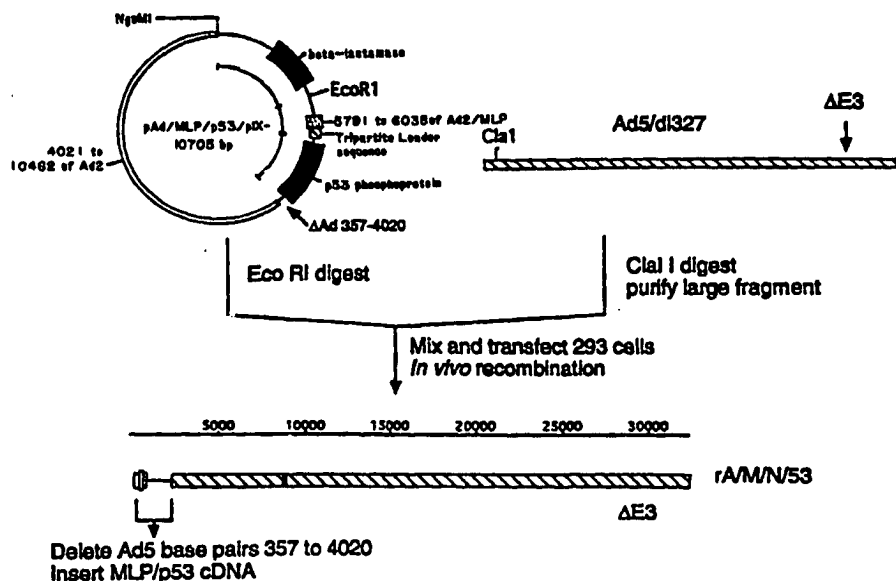 NgoMI
beta-lactamase
EcoR1
5791 to 6035 of Ad2/MLP
Tripartite Leader
sequence
pAd/MLP/p53/pIX-
10705 bp
4021 to
10462 of Ad2
p53 phosphoprotein
ΔAd 357-4020
Cla1
Ad5/dl327
ΔE3
Eco RI digest
ClaI I digest
purify large fragment
Mix and transfect 293 cells
In vivo recombination
5000 10000 15000 20000 25000 30000
rA/M/N/53
ΔE3
Delete Ad5 base pairs 357 to 4020
Insert MLP/p53 cDNA